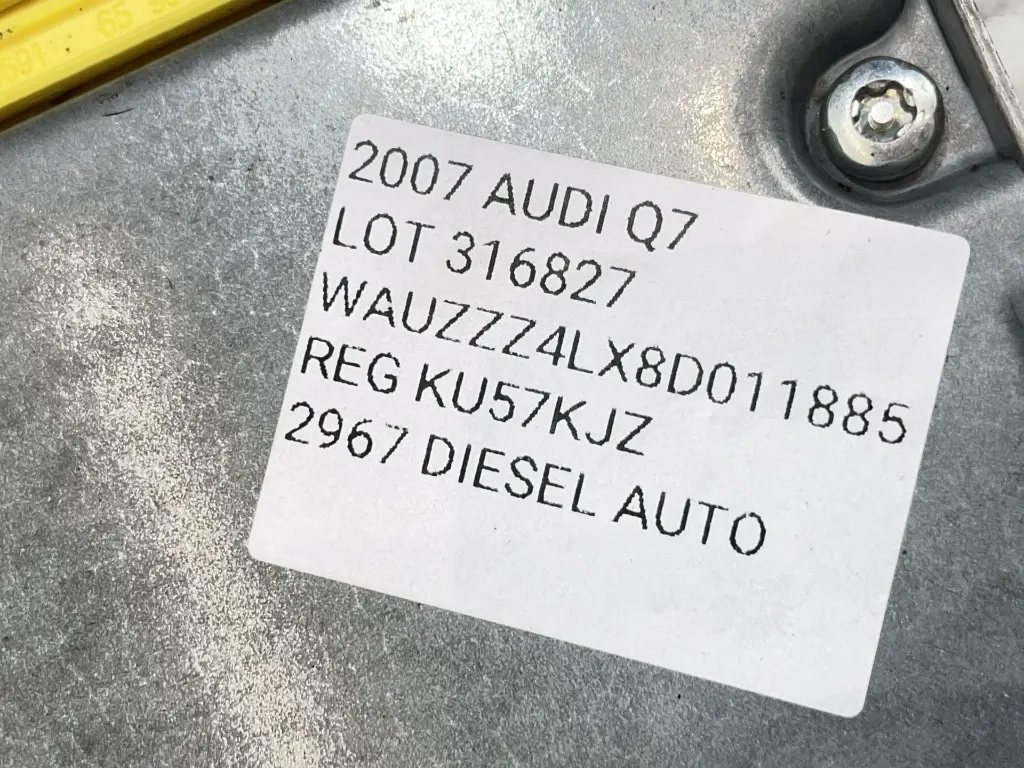 2007 AUDI Q7
LOT 316827
WAUZZZ4LX8D011885
REG KU57KJZ
2967 DIESEL AUTO